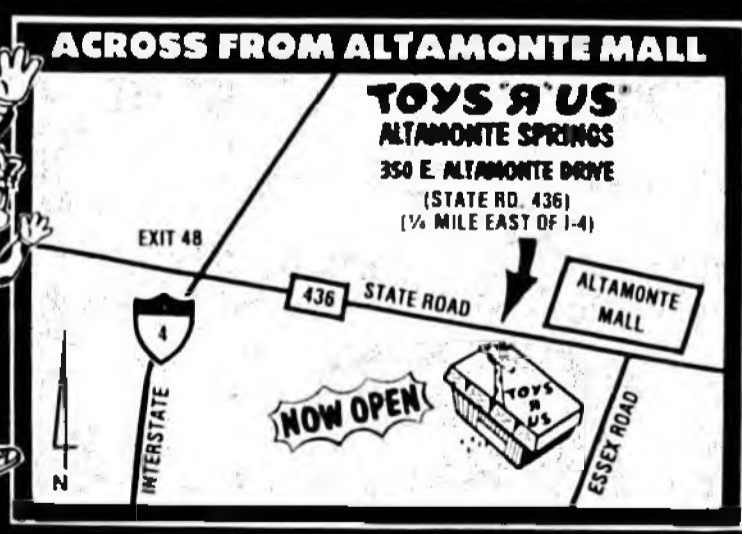 ACROSS FROM ALTAMONTE MALL
TOYS "Я" US
ALTAMONTE SPRINGS
350 E. ALTAMONTE DRIVE
(STATE RD. 436)
(¼ MILE EAST OF I-4)
EXIT 48
436
STATE ROAD
ALTAMONTE
MALL
4
INTERSTATE
NOW OPEN
TOYS
Я
US
ESSEX ROAD
N